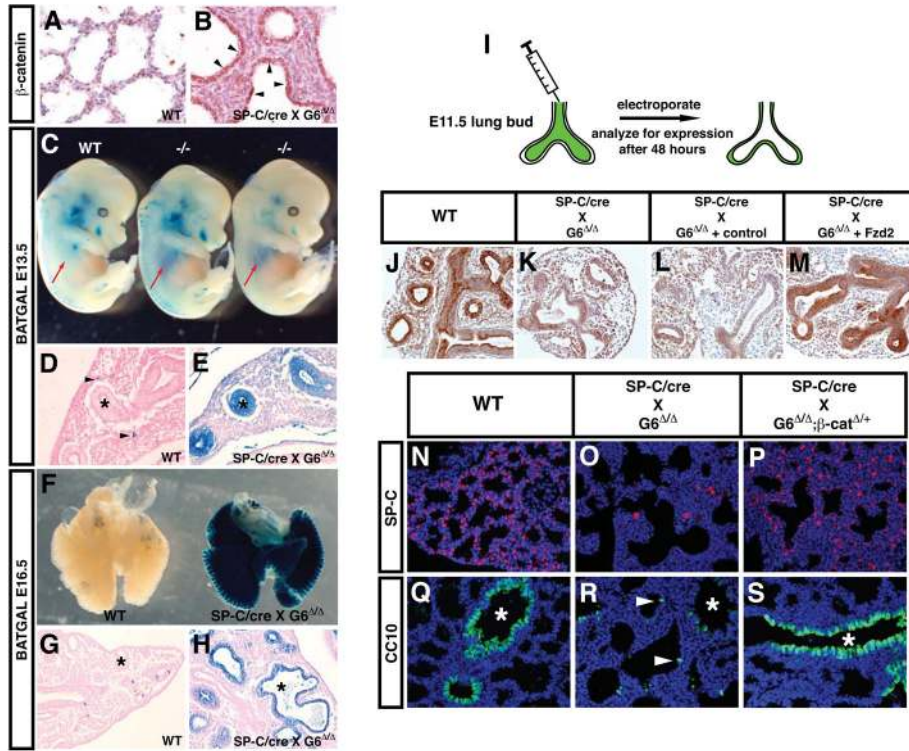 β-catenin
A
WT
B
SP-C/cre X G6Δ/Δ
BATGAL E13.5
C
WT
-/-
-/-
D
WT
E
SP-C/cre X G6Δ/Δ
BATGAL E16.5
F
WT
SP-C/cre X G6Δ/Δ
G
WT
H
SP-C/cre X G6Δ/Δ
I
E11.5 lung bud
electroporate
analyze for expression
after 48 hours
WT
SP-C/cre
X
G6Δ/Δ
SP-C/cre
X
G6Δ/Δ + control
SP-C/cre
X
G6Δ/Δ + Fzd2
J
K
L
M
WT
SP-C/cre
X
G6Δ/Δ
SP-C/cre
X
G6Δ/Δ;β-catΔ/+
SP-C
N
O
P
CC10
Q
R
S